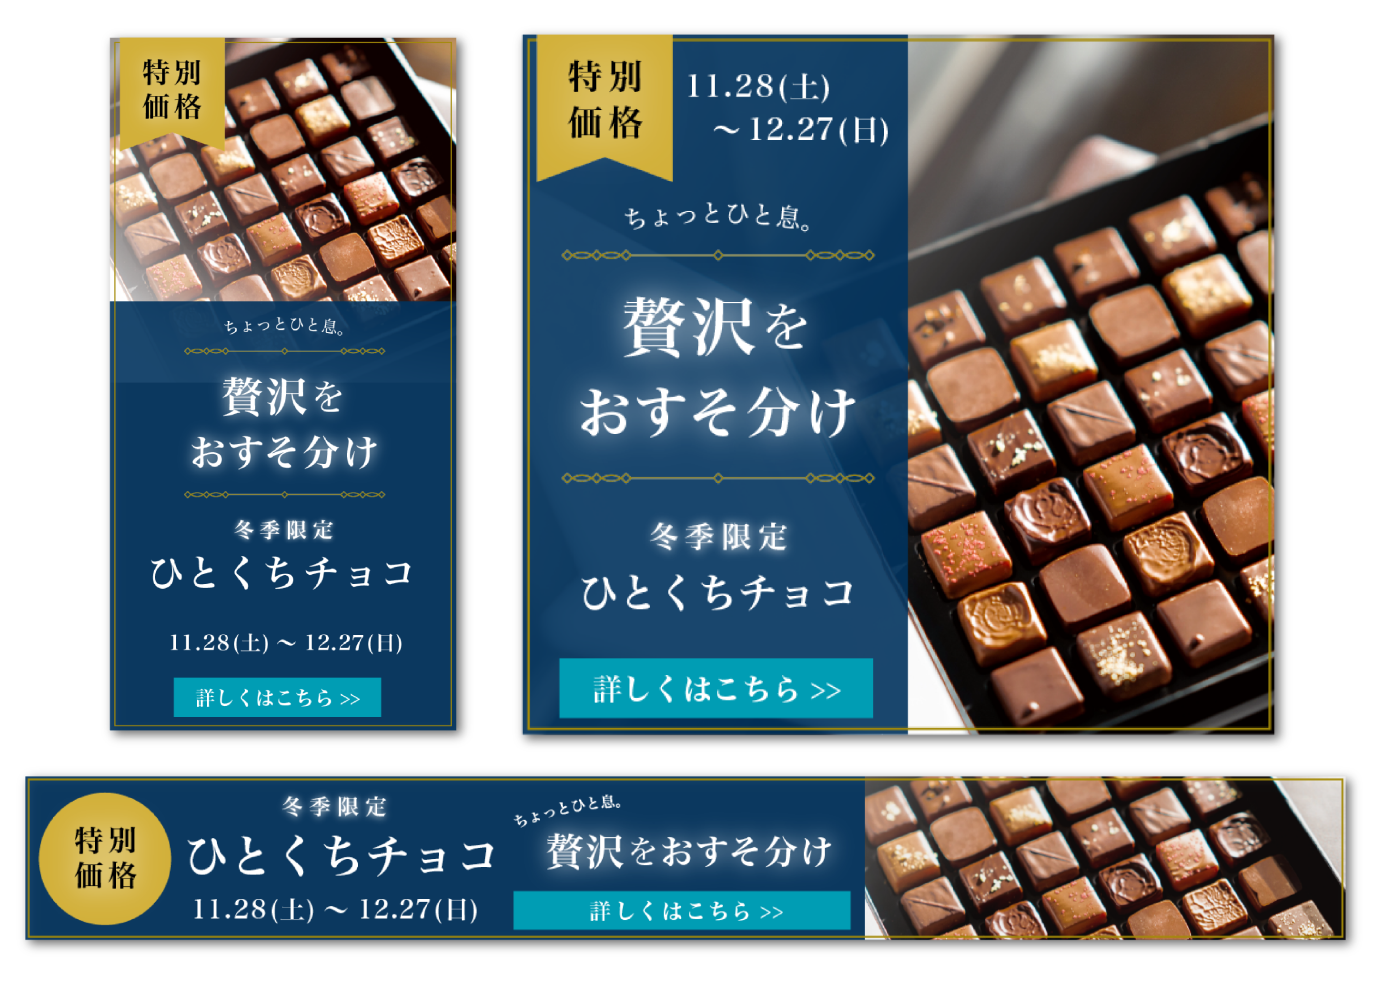 特別
価格
ちょっとひと息。
贅沢を
おすそ分け
冬季限定
ひとくちチョコ
11.28(土)～12.27(日)
詳しくはこちら >>
特別
価格
11.28(土)
～12.27(日)
ちょっとひと息。
贅沢を
おすそ分け
冬季限定
ひとくちチョコ
詳しくはこちら >>
特別
価格
冬季限定
ひとくちチョコ
11.28(土)～12.27(日)
ちょっとひと息。
贅沢をおすそ分け
詳しくはこちら >>